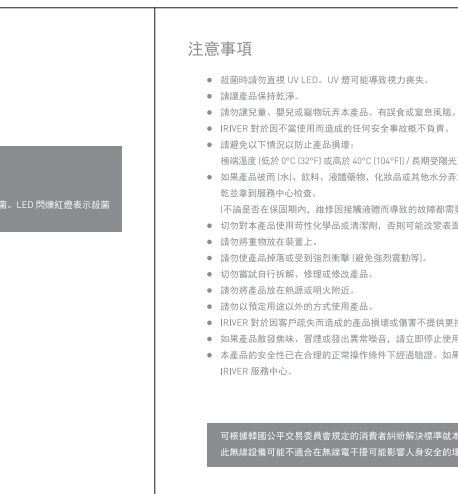 菌。LED 閃爍紅燈表示殺菌
注意事項
● 殺菌時請勿直視 UV LED。UV 燈可能導致視力喪失。
● 請讓產品保持乾淨。
● 請勿讓兒童、嬰兒或寵物玩弄本產品。有誤食或窒息風險。
● IRIVER 對於因不當使用而造成的任何安全事故概不負責。
● 請避免以下情況以防止產品損壞:
極端溫度 (低於 0°C (32°F) 或高於 40°C (104°F)) / 長期受陽光
● 如果產品被雨 (水)、飲料、液體藥物、化妝品或其他水分弄
乾並拿到服務中心檢查。
(不論是否在保固期內，維修因接觸液體而導致的故障都需
● 切勿對本產品使用苛性化學品或清潔劑，否則可能改變表面
● 請勿將重物放在裝置上。
● 請勿使產品掉落或受到強烈衝擊 (避免強烈震動等)。
● 切勿嘗試自行拆解、修理或修改產品。
● 請勿將產品放在熱源或明火附近。
● 請勿以預定用途以外的方式使用產品。
● IRIVER 對於因客戶疏失而造成的產品損壞或傷害不提供更
● 如果產品散發焦味、冒煙或發出異常噪音，請立即停止使用
● 本產品的安全性已在合理的正常操作條件下經過驗證。如果
IRIVER 服務中心。
可根據韓國公平交易委員會規定的消費者糾紛解決標準就本
此無線設備可能不適合在無線電干擾可能影響人身安全的場